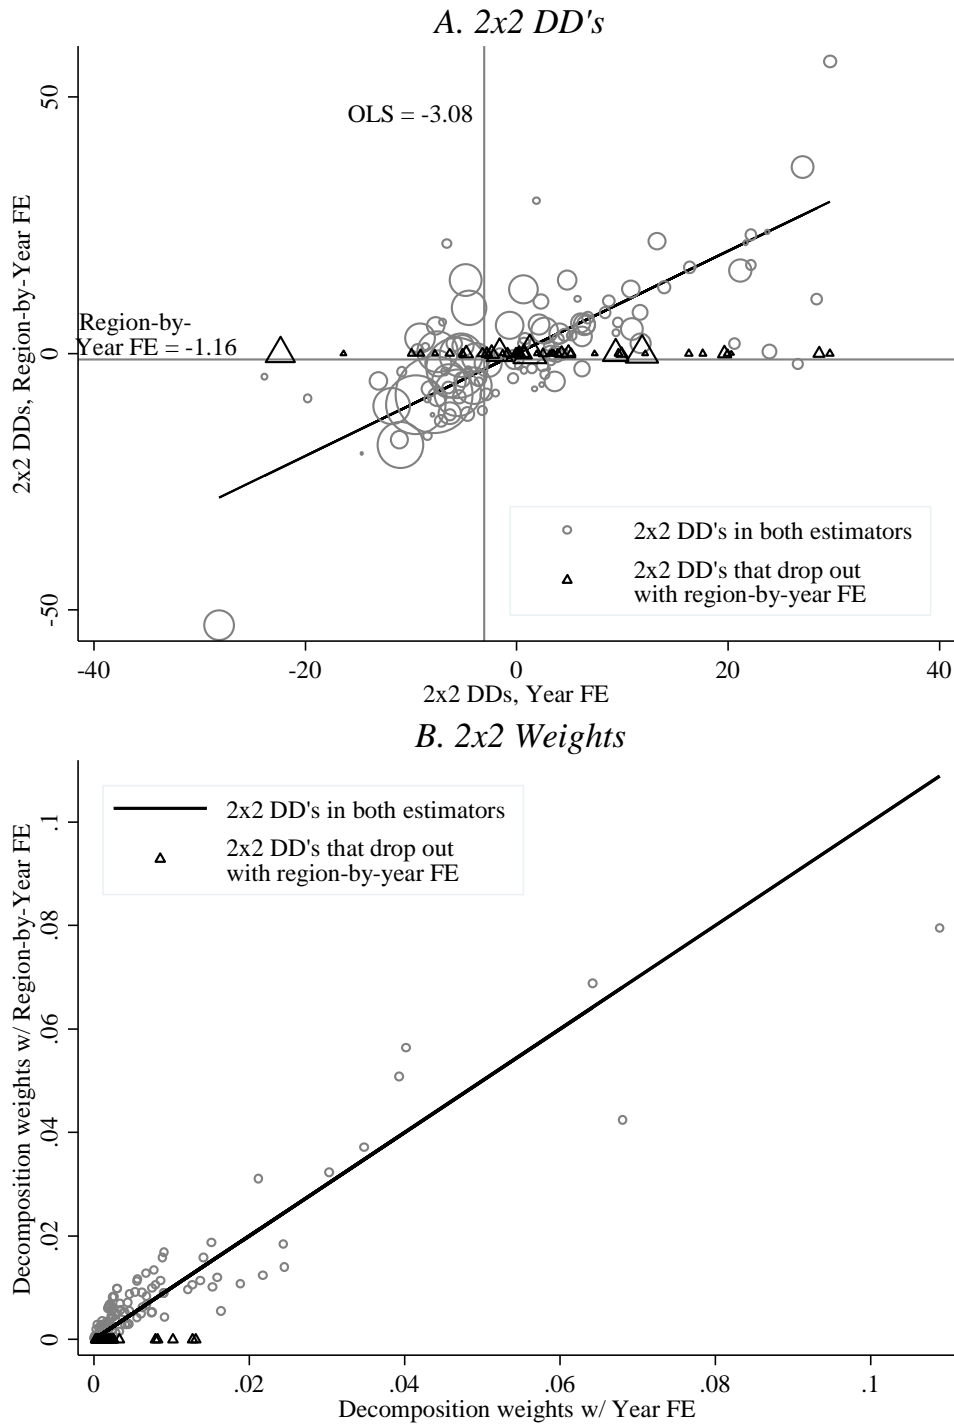 A. 2x2 DD's
2x2 DDs, Region-by-Year FE
50
0
-50
OLS = -3.08
Region-by-
Year FE = -1.16
2x2 DD's in both estimators
2x2 DD's that drop out
with region-by-year FE
-40
-20
0
20
40
2x2 DDs, Year FE
B. 2x2 Weights
Decomposition weights w/ Region-by-Year FE
.1
.08
.06
.04
.02
0
2x2 DD's in both estimators
2x2 DD's that drop out
with region-by-year FE
0
.02
.04
.06
.08
.1
Decomposition weights w/ Year FE